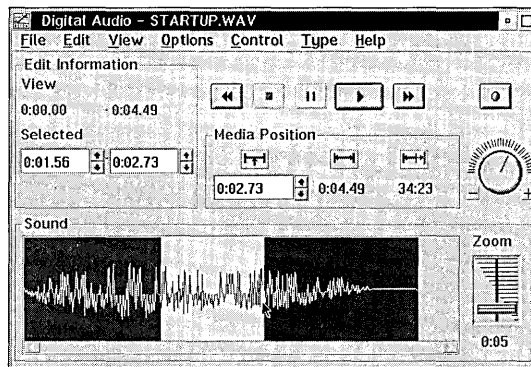 Digital Audio - STARTUP.WAV
File Edit View Options Control Type Help
Edit Information
View
0:00.00 - 0:04.49
Selected
0:01.56 - 0:02.73
Media Position
0:02.73 0:04.49 34:23
- +
Sound
Zoom
0:05